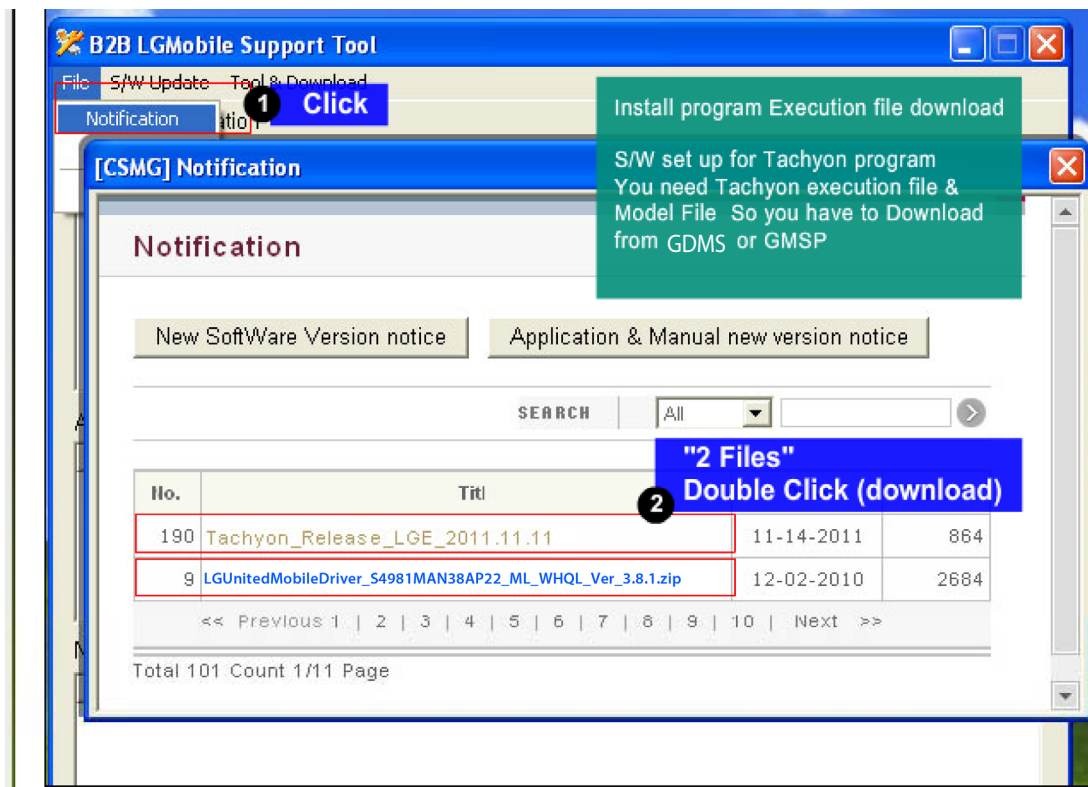 B2B LGMobile Support Tool
File S/W Update Tool & Download
Notification
1 Click
Install program Execution file download
S/W set up for Tachyon program
You need Tachyon execution file &
Model File So you have to Download
from GDMS or GMSP
[CSMG] Notification
Notification
New SoftWare Version notice
Application & Manual new version notice
SEARCH All
"2 Files"
2 Double Click (download)
No. Titl
190 Tachyon_Release_LGE_2011.11.11 11-14-2011 864
9 LGUnitedMobileDriver_S4981MAN38AP22_ML_WHQL_Ver_3.8.1.zip 12-02-2010 2684
<< Previous 1 | 2 | 3 | 4 | 5 | 6 | 7 | 8 | 9 | 10 | Next >>
Total 101 Count 1/11 Page